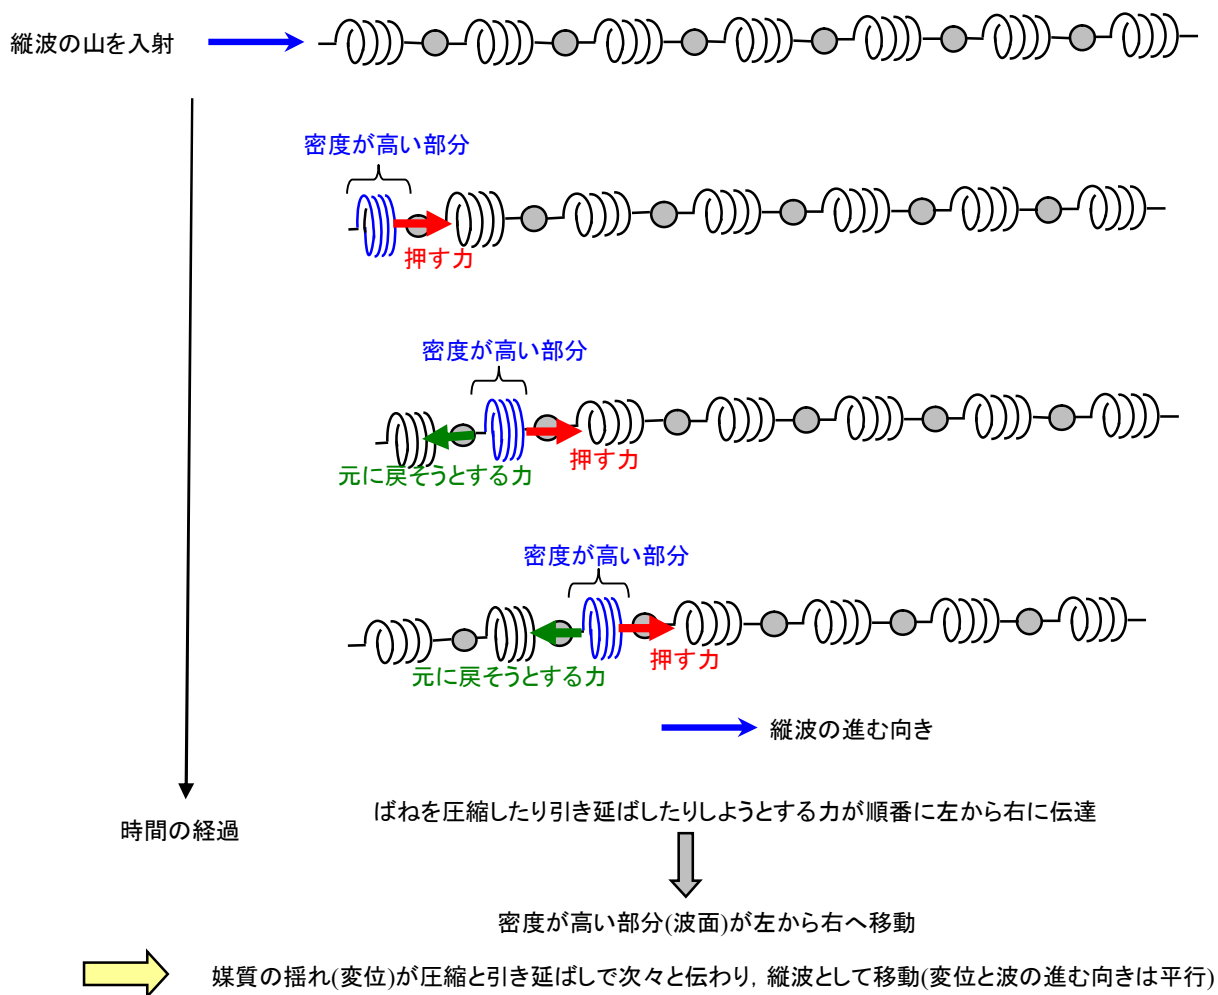 縦波の山を入射
密度が高い部分
押す力
密度が高い部分
元に戻そうとする力
押す力
密度が高い部分
押す力
元に戻そうとする力
縦波の進む向き
時間の経過
ばねを圧縮したり引き延ばしたりしようとする力が順番に左から右に伝達
密度が高い部分(波面)が左から右へ移動
媒質の揺れ(変位)が圧縮と引き延ばしで次々と伝わり, 縦波として移動(変位と波の進む向きは平行)